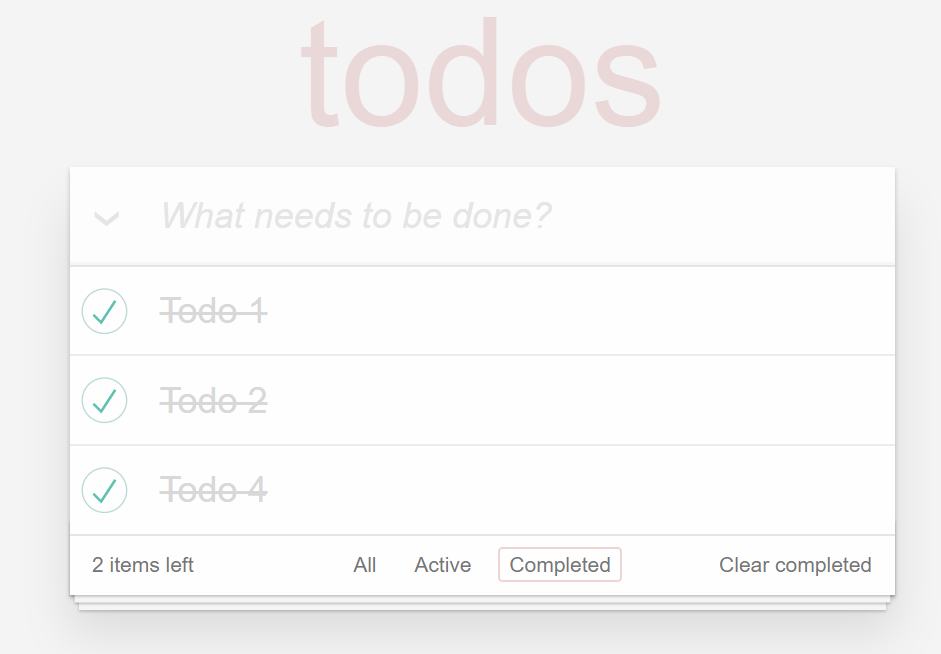 todos
What needs to be done?
Todo 1
Todo 2
Todo 4
2 items left All Active Completed Clear completed